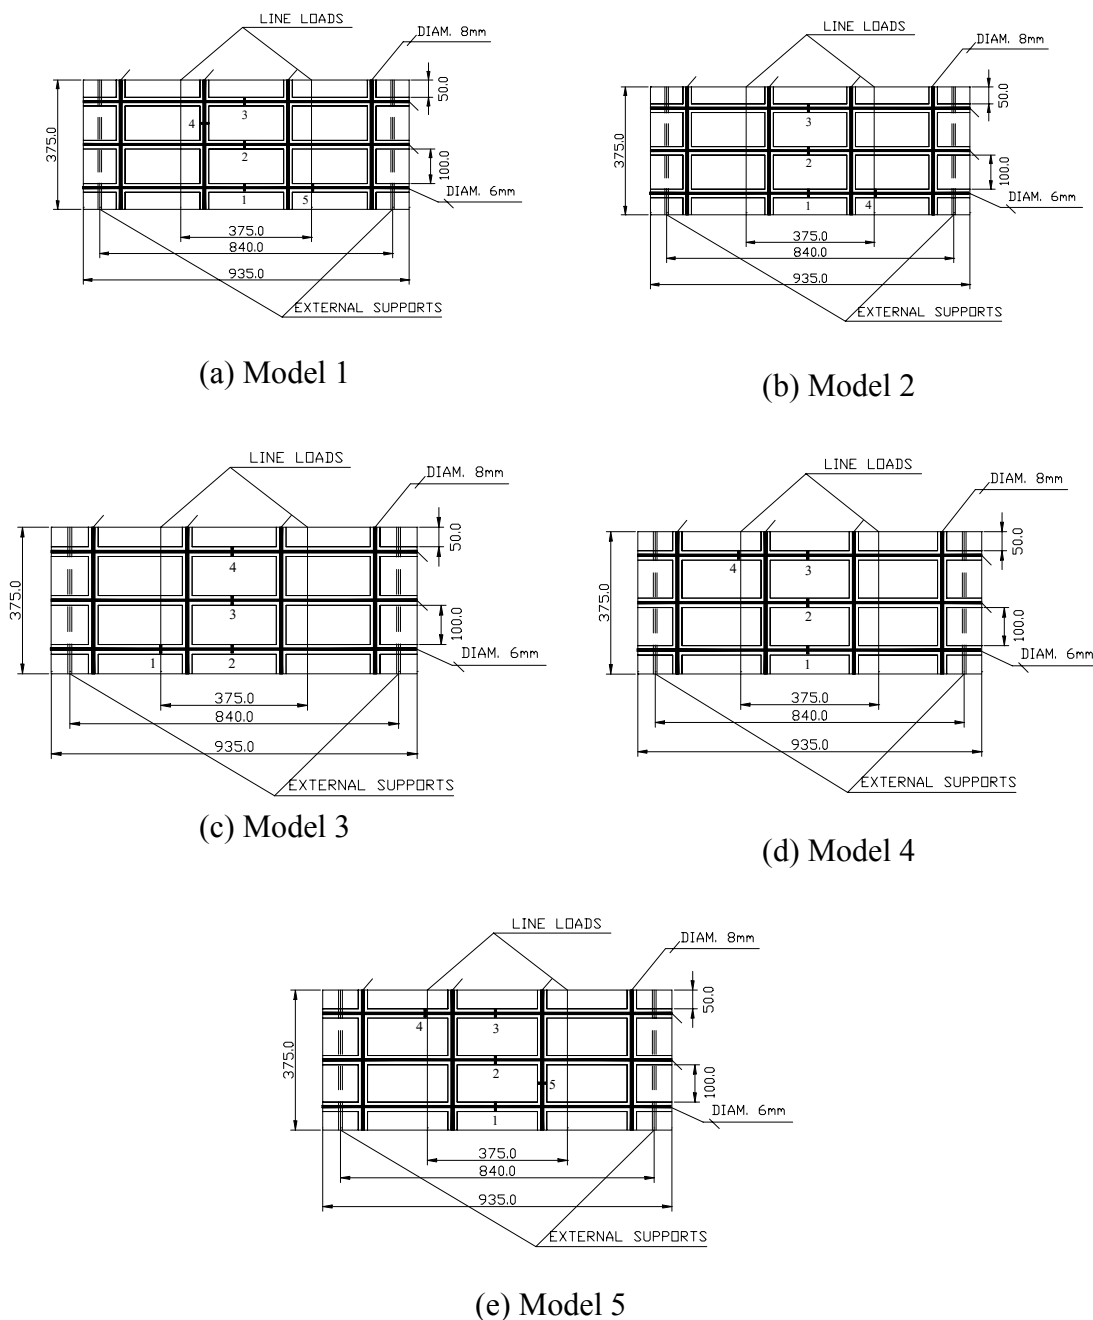 LINE LOADS
DIAM. 8mm
50.0
375.0
3
4
2
100.0
1
5
DIAM. 6mm
375.0
840.0
935.0
EXTERNAL SUPPORTS
(a) Model 1
LINE LOADS
DIAM. 8mm
50.0
375.0
3
2
100.0
1
4
DIAM. 6mm
375.0
840.0
935.0
EXTERNAL SUPPORTS
(b) Model 2
LINE LOADS
DIAM. 8mm
50.0
375.0
4
3
100.0
1
2
DIAM. 6mm
375.0
840.0
935.0
EXTERNAL SUPPORTS
(c) Model 3
LINE LOADS
DIAM. 8mm
50.0
375.0
4
3
2
100.0
1
DIAM. 6mm
375.0
840.0
935.0
EXTERNAL SUPPORTS
(d) Model 4
LINE LOADS
DIAM. 8mm
50.0
375.0
4
3
2
5
100.0
1
DIAM. 6mm
375.0
840.0
935.0
EXTERNAL SUPPORTS
(e) Model 5